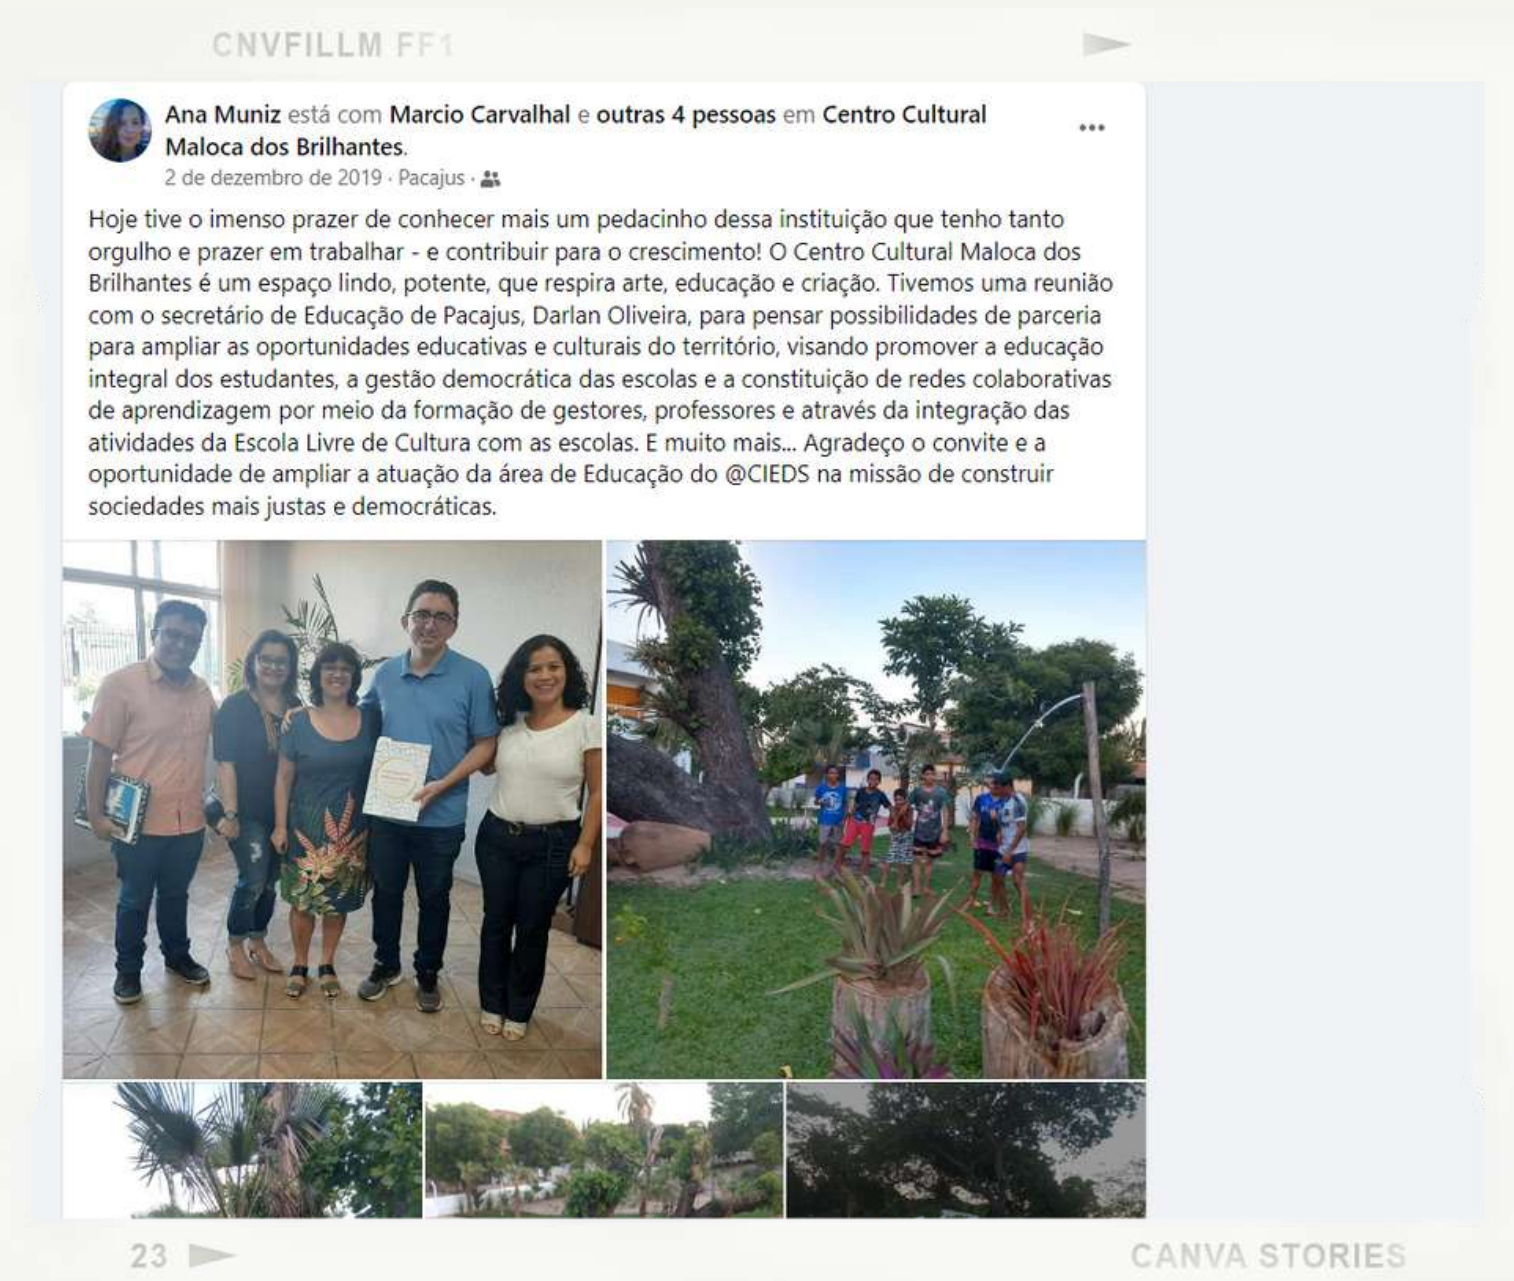 CNVFILLM FF1
Ana Muniz está com Marcio Carvalhal e outras 4 pessoas em Centro Cultural
Maloca dos Brilhantes.
2 de dezembro de 2019 · Pacajus ·
Hoje tive o imenso prazer de conhecer mais um pedacinho dessa instituição que tenho tanto
orgulho e prazer em trabalhar - e contribuir para o crescimento! O Centro Cultural Maloca dos
Brilhantes é um espaço lindo, potente, que respira arte, educação e criação. Tivemos uma reunião
com o secretário de Educação de Pacajus, Darlan Oliveira, para pensar possibilidades de parceria
para ampliar as oportunidades educativas e culturais do território, visando promover a educação
integral dos estudantes, a gestão democrática das escolas e a constituição de redes colaborativas
de aprendizagem por meio da formação de gestores, professores e através da integração das
atividades da Escola Livre de Cultura com as escolas. E muito mais... Agradeço o convite e a
oportunidade de ampliar a atuação da área de Educação do @CIEDS na missão de construir
sociedades mais justas e democráticas.
23
CANVA STORIES